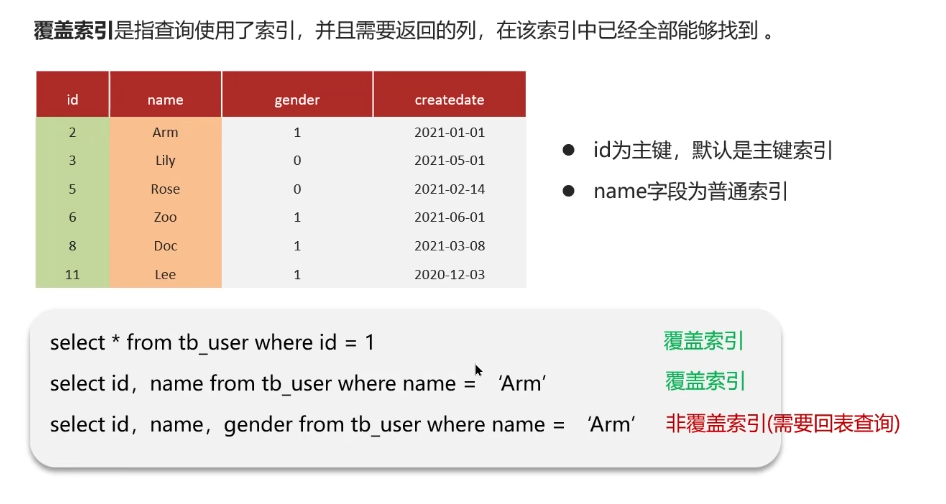 覆盖索引是指查询使用了索引，并且需要返回的列，在该索引中已经全部能够找到 。
id name gender createdate
2 Arm 1 2021-01-01
3 Lily 0 2021-05-01
5 Rose 0 2021-02-14
6 Zoo 1 2021-06-01
8 Doc 1 2021-03-08
11 Lee 1 2020-12-03
● id为主键，默认是主键索引
● name字段为普通索引
select * from tb_user where id = 1 覆盖索引
select id，name from tb_user where name = ‘Arm’ 覆盖索引
select id，name，gender from tb_user where name = ‘Arm’ 非覆盖索引(需要回表查询)